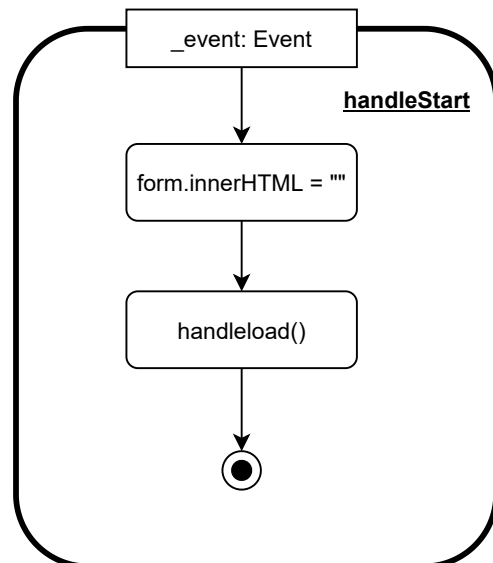 _event: Event
handleStart
form.innerHTML = ""
handleload()